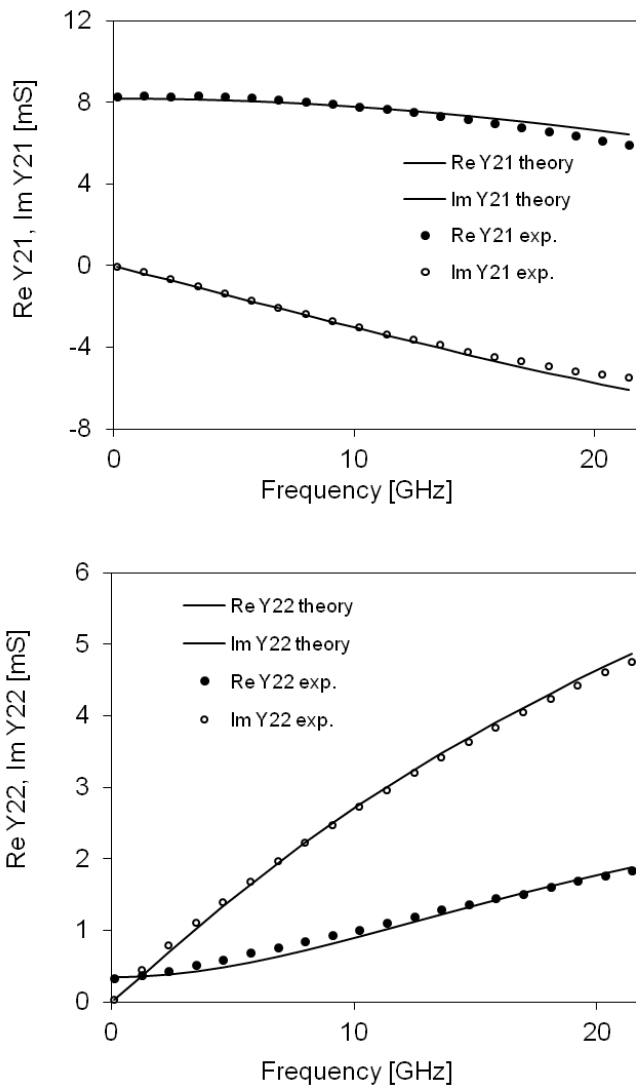 12
8
4
0
-4
-8
Re Y21, Im Y21 [mS]
Re Y21 theory
Im Y21 theory
Re Y21 exp.
Im Y21 exp.
0
10
20
Frequency [GHz]
6
5
4
3
2
1
0
Re Y22, Im Y22 [mS]
Re Y22 theory
Im Y22 theory
Re Y22 exp.
Im Y22 exp.
0
10
20
Frequency [GHz]